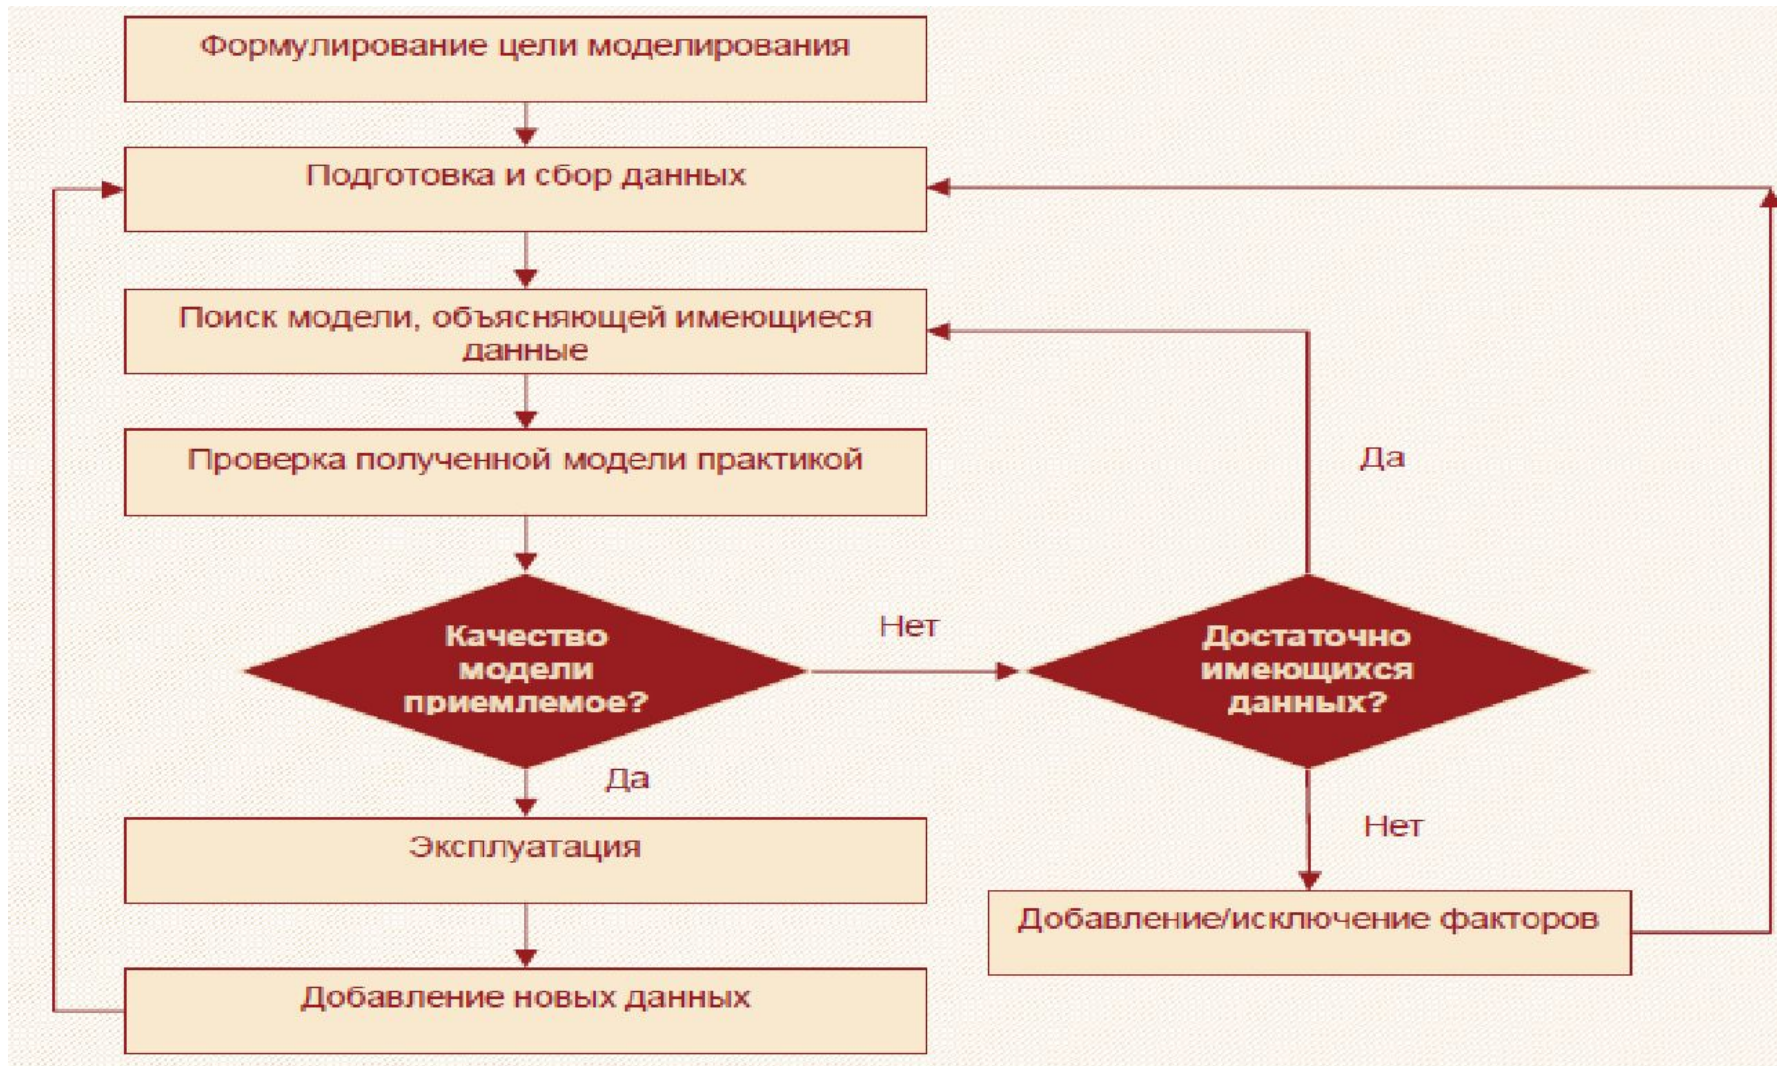 Формулирование цели моделирования
Подготовка и сбор данных
Поиск модели, объясняющей имеющиеся
данные
Проверка полученной модели практикой
Да
Качество
модели
приемлемое?
Нет
Достаточно
имеющихся
данных?
Да
Нет
Эксплуатация
Добавление/исключение факторов
Добавление новых данных